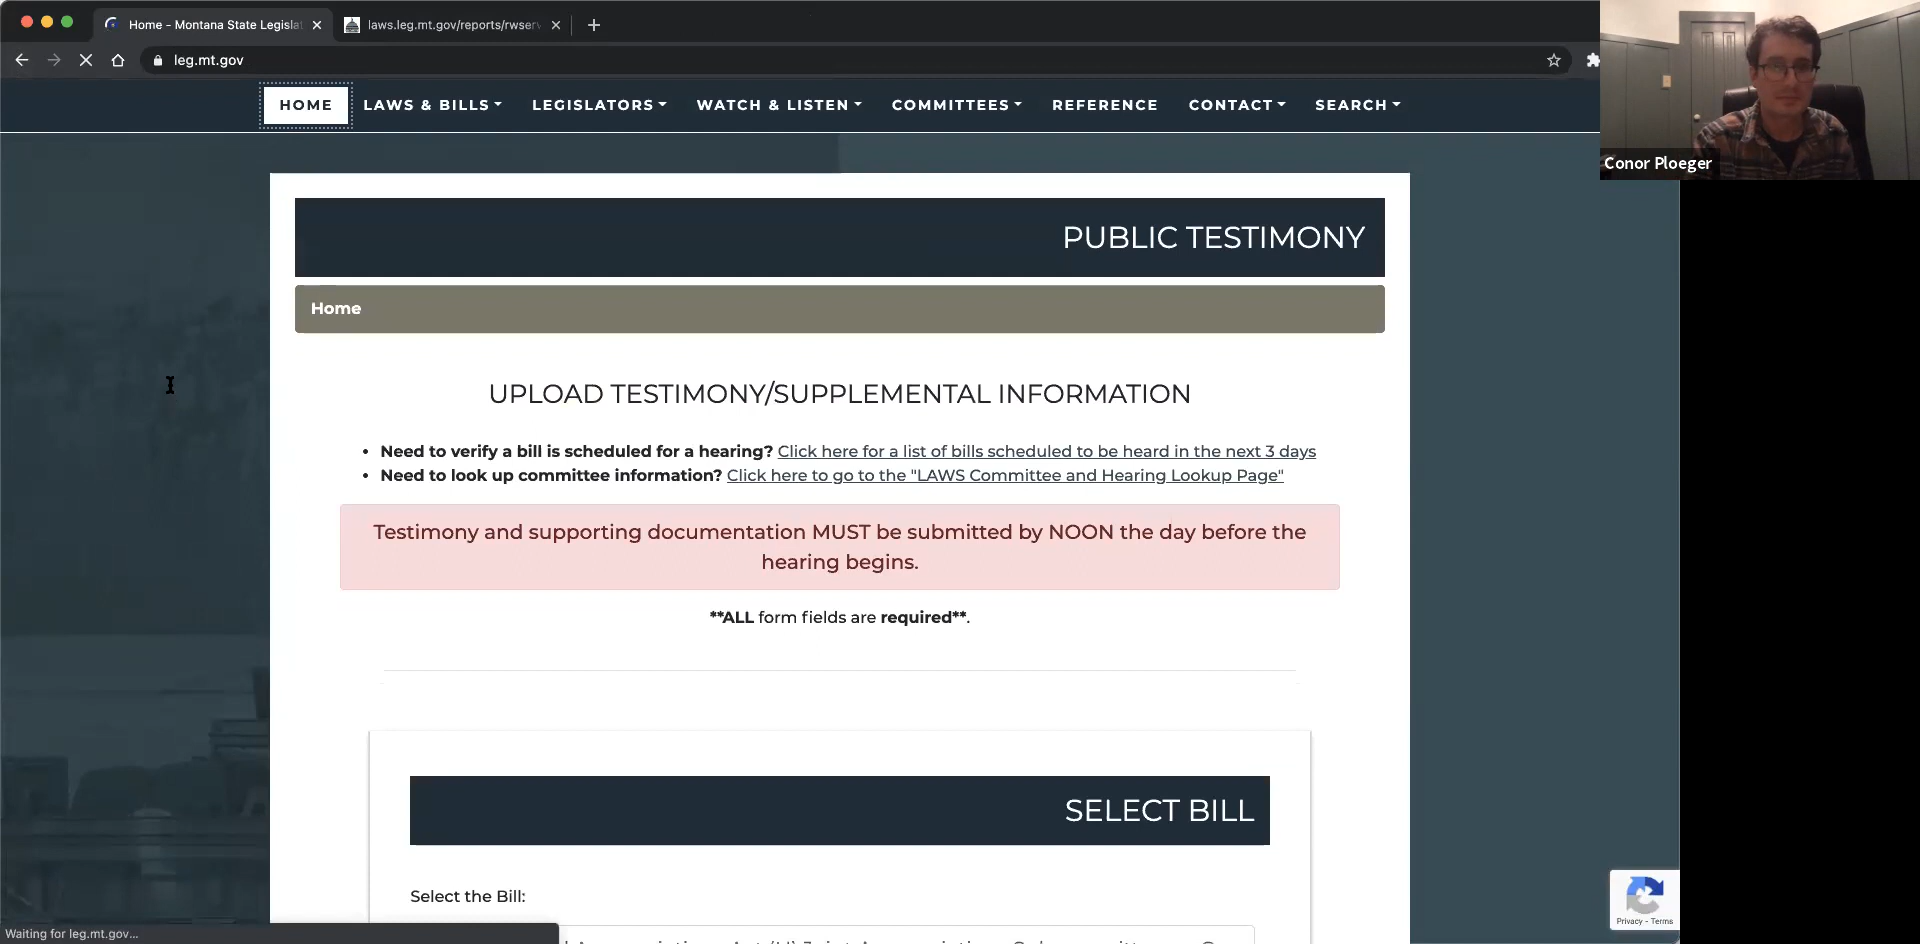 Home - Montana State Legisla
laws.leg.mt.gov/reports/rwser
leg.mt.gov
HOME LAWS & BILLS LEGISLATORS WATCH & LISTEN COMMITTEES REFERENCE CONTACT SEARCH
Conor Ploeger
PUBLIC TESTIMONY
Home
UPLOAD TESTIMONY/SUPPLEMENTAL INFORMATION
• Need to verify a bill is scheduled for a hearing? Click here for a list of bills scheduled to be heard in the next 3 days
• Need to look up committee information? Click here to go to the "LAWS Committee and Hearing Lookup Page"
Testimony and supporting documentation MUST be submitted by NOON the day before the
hearing begins.
**ALL form fields are required**.
SELECT BILL
Select the Bill:
Privacy - Terms
Waiting for leg.mt.gov...